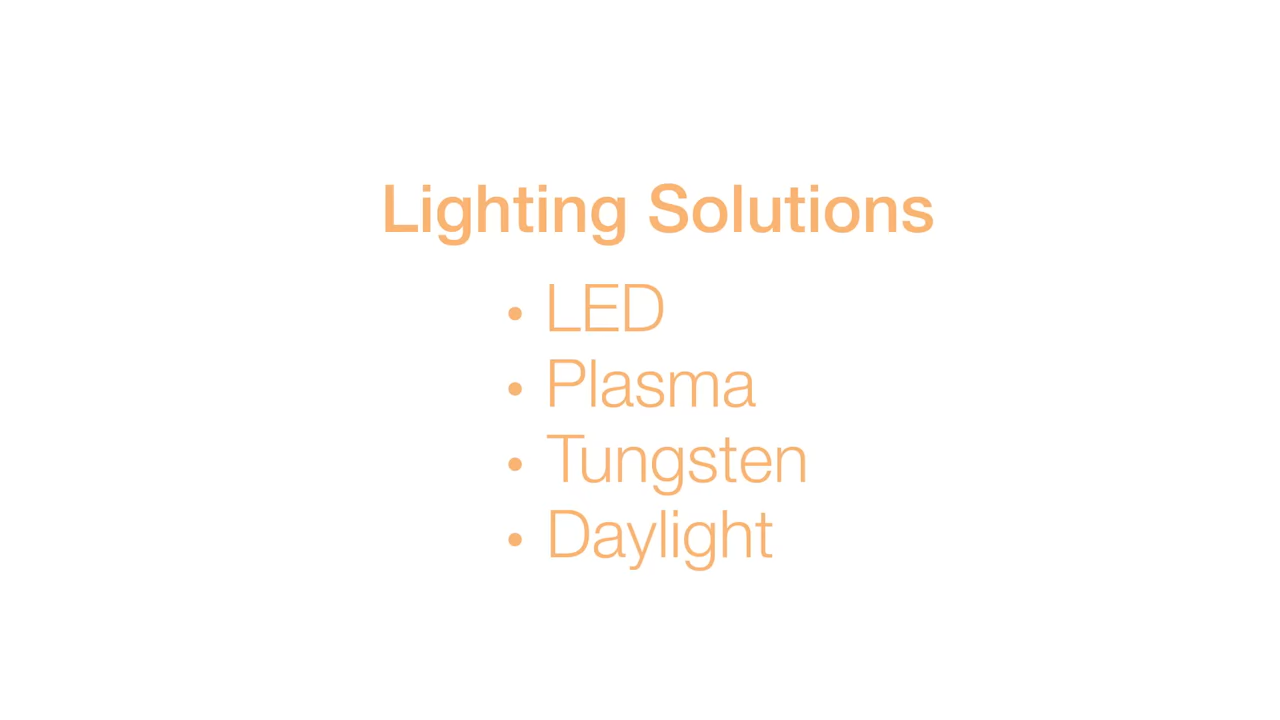 Lighting Solutions
• LED
• Plasma
• Tungsten
• Daylight